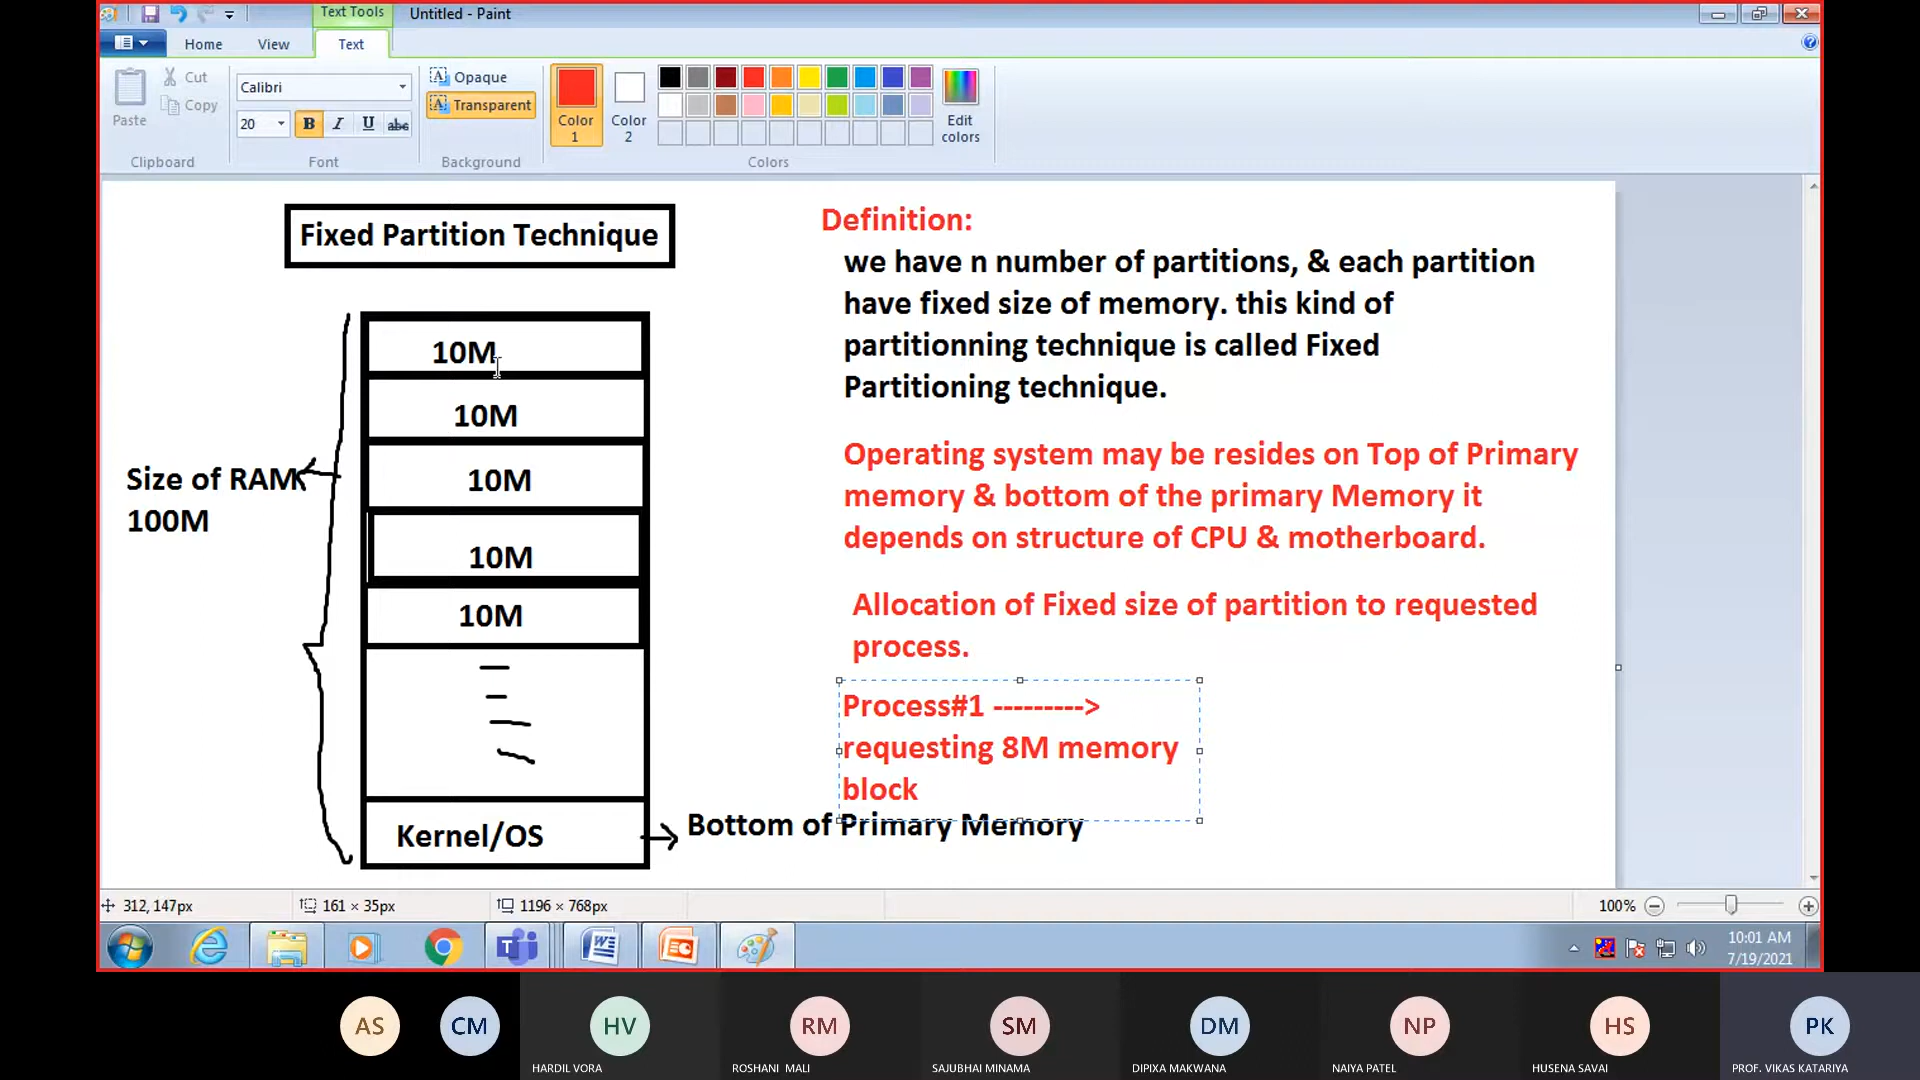 Text Tools
Untitled - Paint
Home
View
Text
Paste
Cut
Copy
Clipboard
Calibri
20
B I U abc
Font
Opaque
Transparent
Background
Color 1
Color 2
Edit colors
Colors
Fixed Partition Technique
10M
10M
10M
10M
10M
Kernel/OS
Size of RAM
100M
Bottom of Primary Memory
Definition:
we have n number of partitions, & each partition
have fixed size of memory. this kind of
partitionning technique is called Fixed
Partitioning technique.
Operating system may be resides on Top of Primary
memory & bottom of the primary Memory it
depends on structure of CPU & motherboard.
Allocation of Fixed size of partition to requested
process.
Process#1 --------->
requesting 8M memory
block
312, 147px
161 × 35px
1196 × 768px
100%
10:01 AM
7/19/2021
AS
CM
HV
RM
SM
DM
NP
HS
PK
HARDIL VORA
ROSHANI MALI
SAJUBHAI MINAMA
DIPIXA MAKWANA
NAIYA PATEL
HUSENA SAVAI
PROF. VIKAS KATARIYA